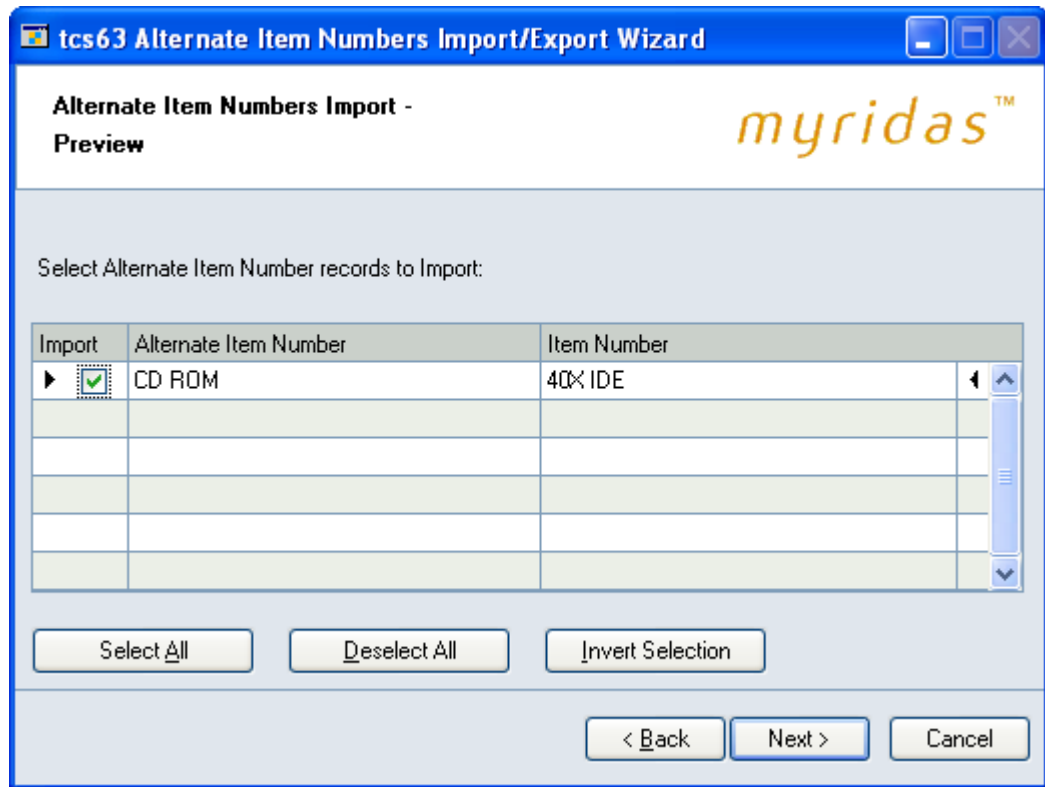 tcs63 Alternate Item Numbers Import/Export Wizard
Alternate Item Numbers Import -
Preview
myridas™
Select Alternate Item Number records to Import:
Import Alternate Item Number Item Number
CD ROM 40X IDE
Select All Deselect All Invert Selection
< Back Next > Cancel